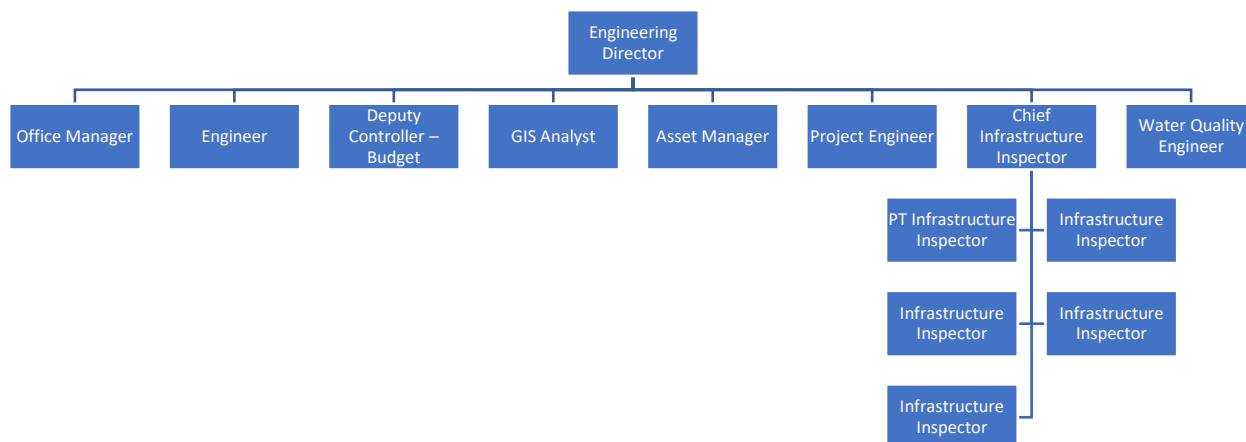 Engineering
Director
Office Manager
Engineer
Deputy
Controller –
Budget
GIS Analyst
Asset Manager
Project Engineer
Chief
Infrastructure
Inspector
Water Quality
Engineer
PT Infrastructure
Inspector
Infrastructure
Inspector
Infrastructure
Inspector
Infrastructure
Inspector
Infrastructure
Inspector